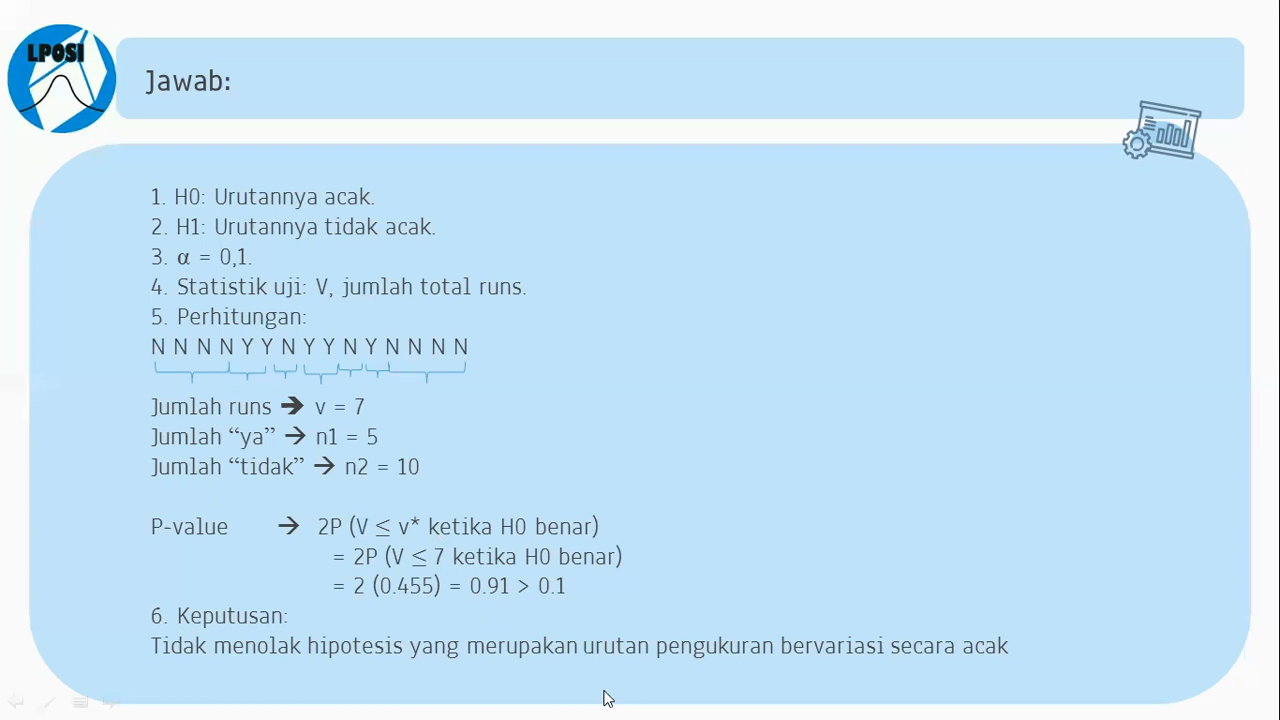 LPOSI
Jawab:
1. H0: Urutannya acak.
2. H1: Urutannya tidak acak.
3. α = 0,1.
4. Statistik uji: V, jumlah total runs.
5. Perhitungan:
N N N N Y Y N Y Y N Y N N N N
Jumlah runs ➔ v = 7
Jumlah “ya” → n1 = 5
Jumlah “tidak” → n2 = 10
P-value → 2P (V ≤ v* ketika H0 benar)
= 2P (V ≤ 7 ketika H0 benar)
= 2 (0.455) = 0.91 > 0.1
6. Keputusan:
Tidak menolak hipotesis yang merupakan urutan pengukuran bervariasi secara acak